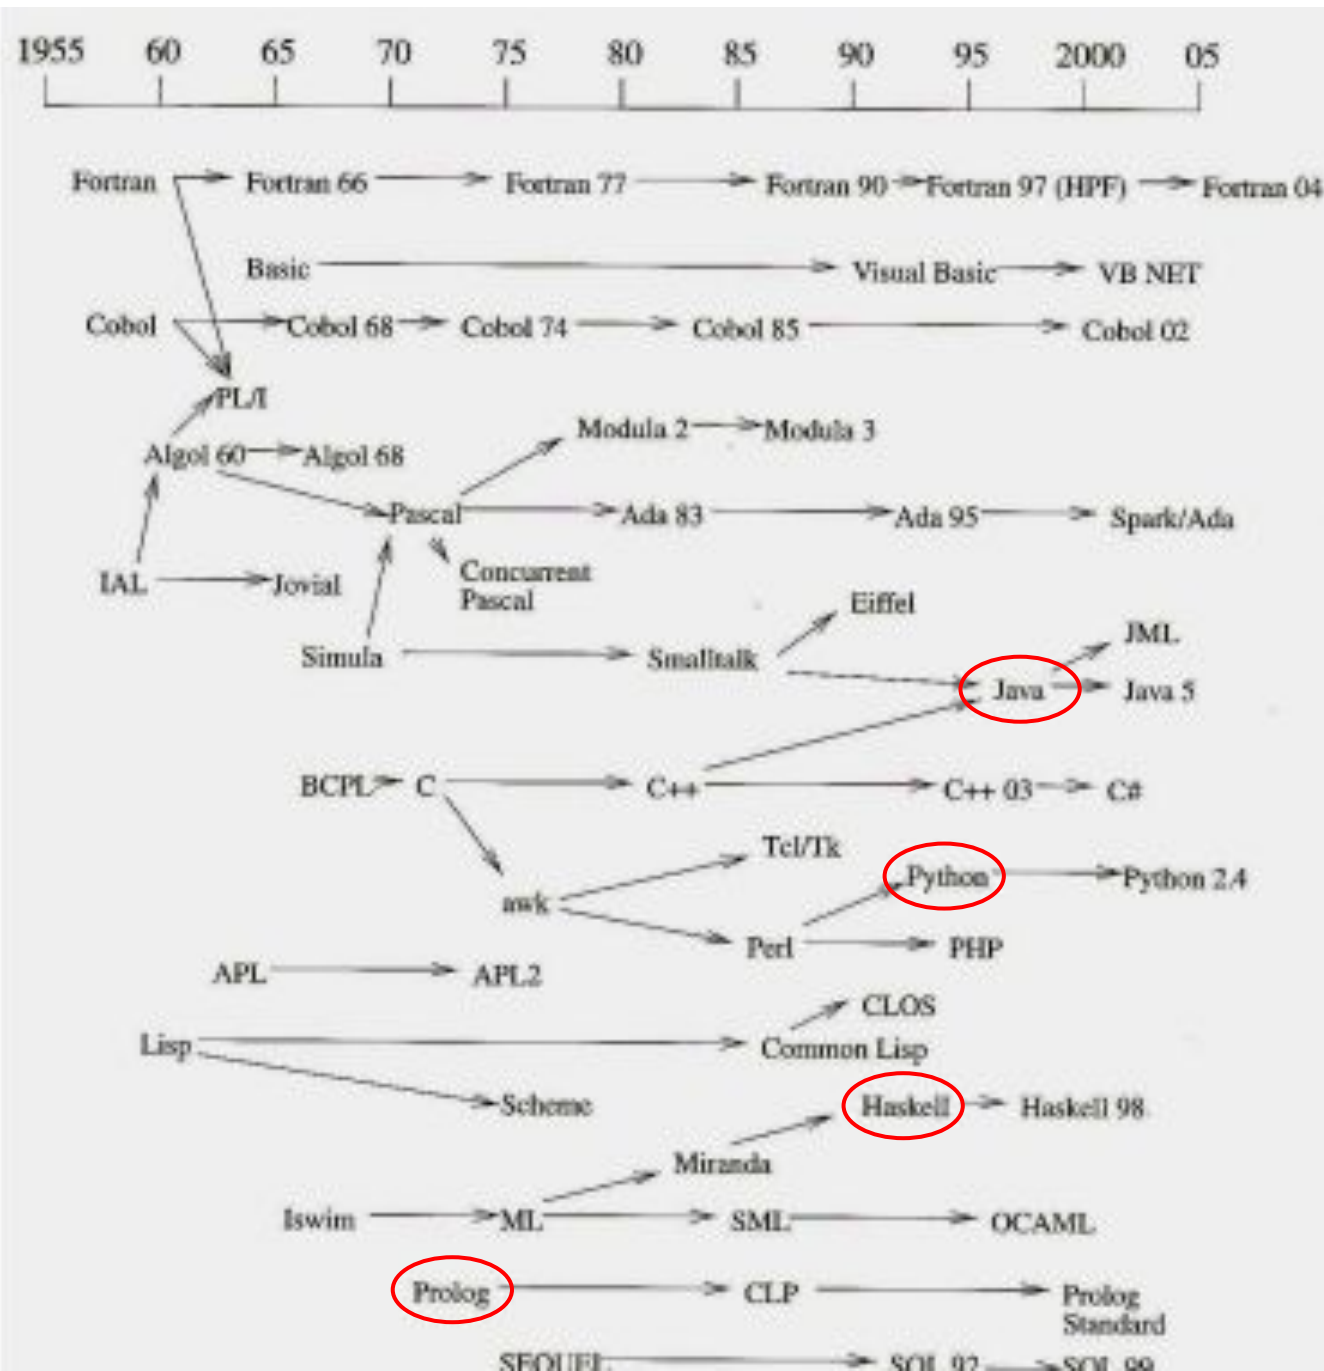 1955 60 65 70 75 80 85 90 95 2000 05
Fortran Fortran 66 Fortran 77 Fortran 90 Fortran 97 (HPF) Fortran 04
Basic Visual Basic VB NET
Cobol Cobol 68 Cobol 74 Cobol 85 Cobol 02
PL/I
Modula 2 Modula 3
Algol 60 Algol 68
Pascal Ada 83 Ada 95 Spark/Ada
IAL Jovial Concurrent
Pascal
Eiffel
JML
Simula Smalltalk
Java Java 5
BCPL C C++ C++ 03 C#
Tcl/Tk
Python Python 2.4
awk
Perl PHP
APL APL2
CLOS
Lisp Common Lisp
Scheme Haskell Haskell 98
Miranda
Iswim ML SML OCAML
Prolog CLP Prolog
Standard
SEQUEL SQL 92 SQL 99